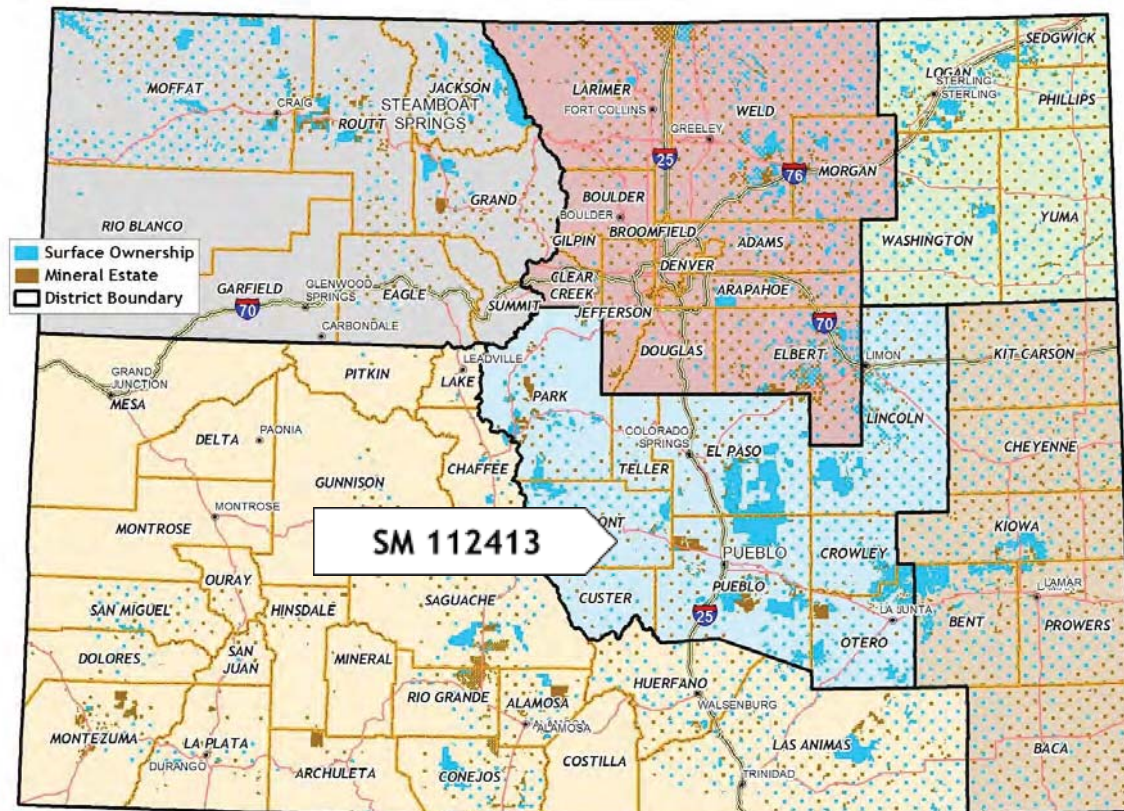 SEDGWICK
LOGAN
STERLING
STERLING
PHILLIPS
MOFFAT
CRAIG
JACKSON
STEAMBOAT
SPRINGS
ROUTT
LARIMER
FORT COLLINS
WELD
GREELEY
25
76
MORGAN
GRAND
BOULDER
BOULDER
BROOMFIELD
GILPIN
ADAMS
YUMA
WASHINGTON
RIO BLANCO
Surface Ownership
Mineral Estate
District Boundary
GARFIELD
70
GLENWOOD
SPRINGS
EAGLE
SUMMIT
CARBONDALE
CLEAR
CREEK
DENVER
ARAPAHOE
JEFFERSON
DOUGLAS
70
ELBERT
LIMON
KIT CARSON
GRAND
JUNCTION
MESA
PITKIN
LEADVILLE
LAKE
PARK
LINCOLN
DELTA
PAONIA
COLORADO
SPRINGS
EL PASO
CHEYENNE
GUNNISON
CHAFFEE
TELLER
MONTROSE
MONTROSE
SM 112413
ONT
PUEBLO
CROWLEY
KIOWA
OURAY
SAN MIGUEL
HINSDALE
SAGUACHE
CUSTER
PUEBLO
25
LA JUNTA
OTERO
BENT
LAMAR
PROWERS
DOLORES
SAN
JUAN
MINERAL
RIO GRANDE
ALAMOSA
ALAMOSA
HUERFANO
WALSENBURG
MONTEZUMA
LA PLATA
DURANGO
ARCHULETA
CONEJOS
COSTILLA
LAS ANIMAS
TRINIDAD
BACA